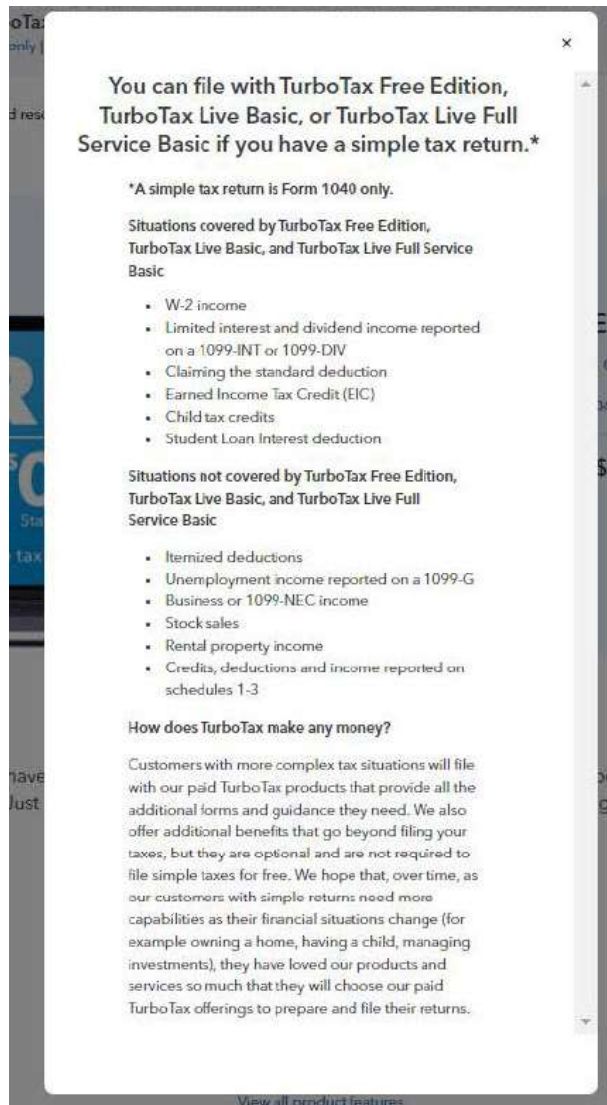 oTa
only |
×
You can file with TurboTax Free Edition,
TurboTax Live Basic, or TurboTax Live Full
Service Basic if you have a simple tax return.*
d reso
*A simple tax return is Form 1040 only.
Situations covered by TurboTax Free Edition,
TurboTax Live Basic, and TurboTax Live Full Service
Basic
• W-2 income
• Limited interest and dividend income reported
on a 1099-INT or 1099-DIV
• Claiming the standard deduction
• Earned Income Tax Credit (EIC)
• Child tax credits
• Student Loan Interest deduction
R
$0
Sta
tax
$
Situations not covered by TurboTax Free Edition,
TurboTax Live Basic, and TurboTax Live Full
Service Basic
• Itemized deductions
• Unemployment income reported on a 1099-G
• Business or 1099-NEC income
• Stock sales
• Rental property income
• Credits, deductions and income reported on
schedules 1-3
How does TurboTax make any money?
Customers with more complex tax situations will file
with our paid TurboTax products that provide all the
additional forms and guidance they need. We also
offer additional benefits that go beyond filing your
taxes, but they are optional and are not required to
file simple taxes for free. We hope that, over time, as
our customers with simple returns need more
capabilities as their financial situations change (for
example owning a home, having a child, managing
investments), they have loved our products and
services so much that they will choose our paid
TurboTax offerings to prepare and file their returns.
have
Just
View all product features